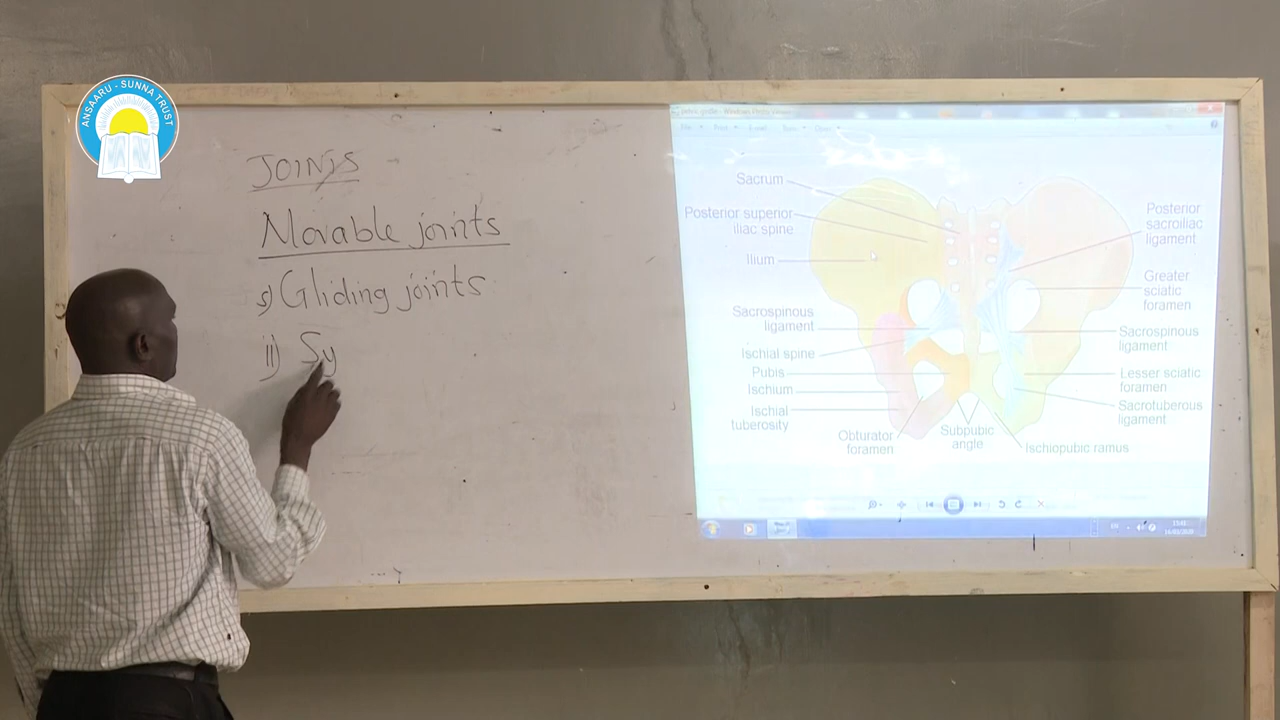 ANSAARU - SUNNA TRUST
JOINTS
Movable joints
i) Gliding joints
ii) Sy
Sacrum
Posterior superior
iliac spine
Ilium
Sacrospinous
ligament
Ischial spine
Pubis
Ischium
Ischial
tuberosity
Obturator
foramen
Subpubic
angle
Ischiopubic ramus
Posterior
sacroiliac
ligament
Greater
sciatic
foramen
Sacrospinous
ligament
Lesser sciatic
foramen
Sacrotuberous
ligament